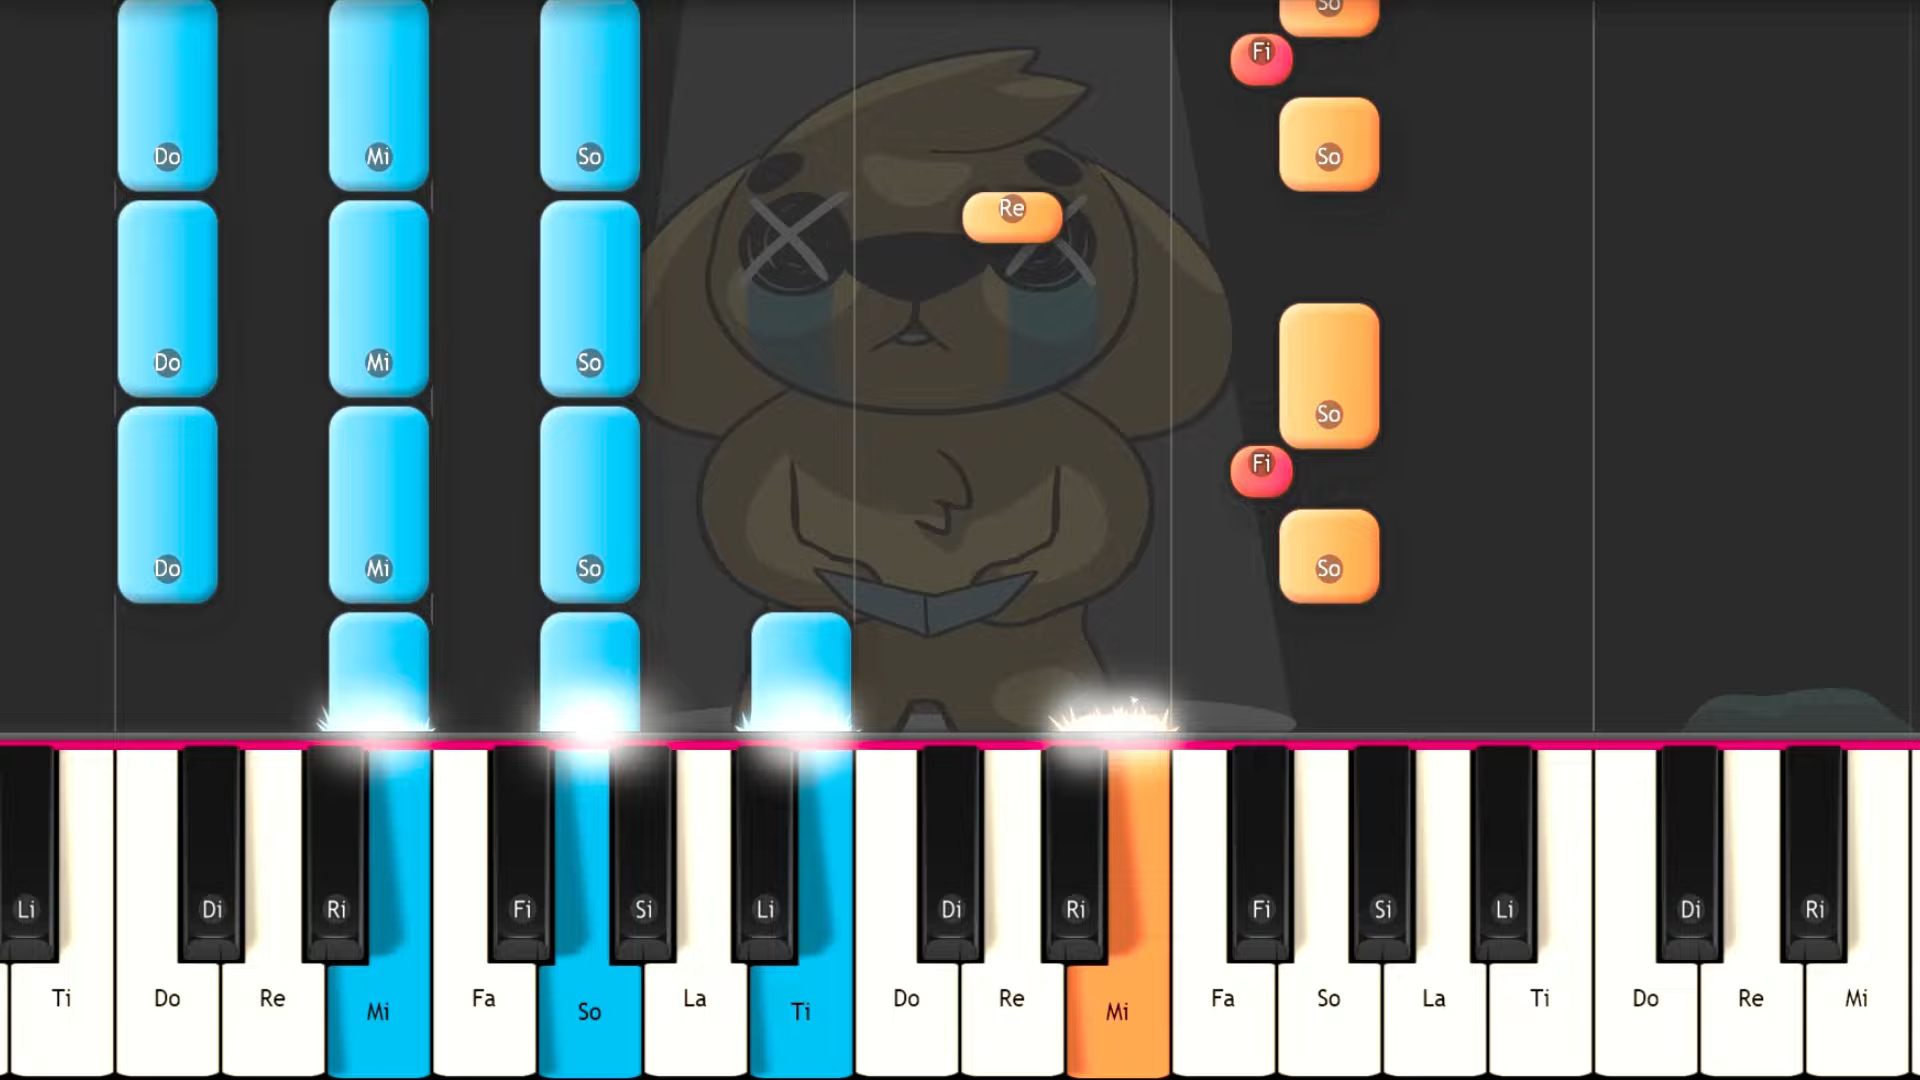 So
Fi
Do Mi So So
Re
Do Mi So
So
Fi
Do Mi So So
Li Di Ri Fi Si Li Di Ri Fi Si Li Di Ri
Ti Do Re Mi Fa So La Ti Do Re Mi Fa So La Ti Do Re Mi